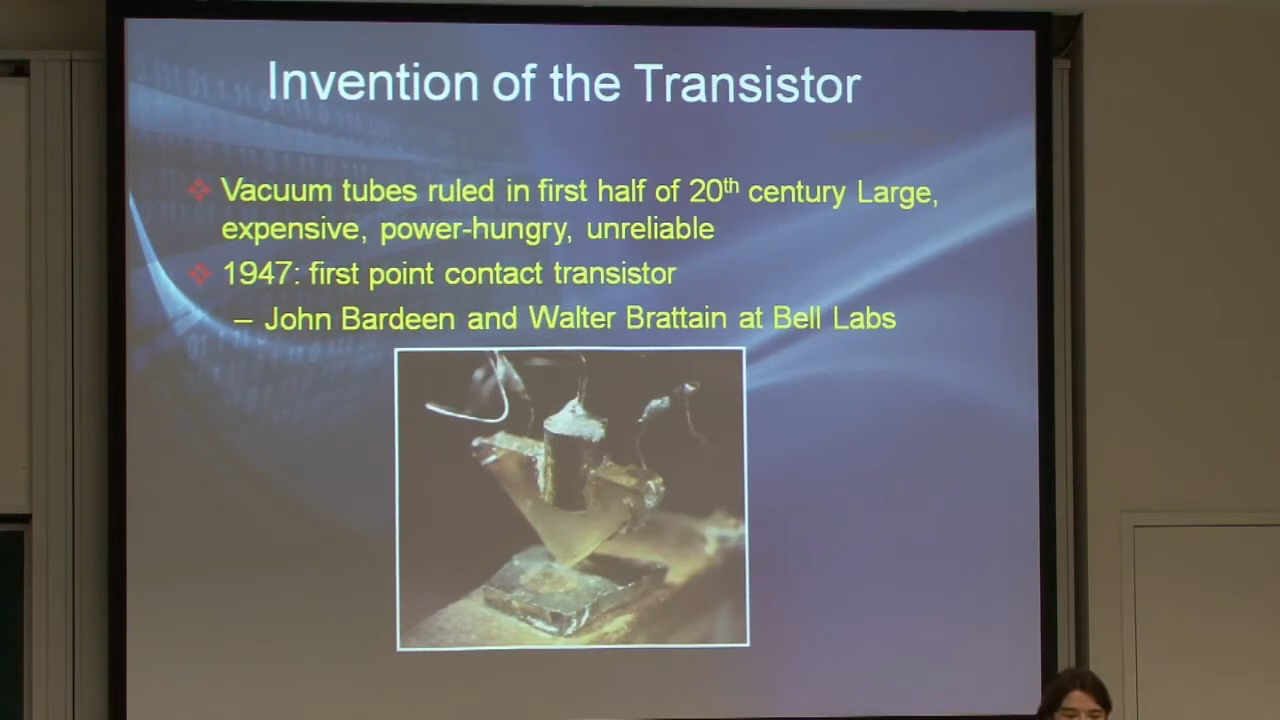 Invention of the Transistor
Vacuum tubes ruled in first half of 20th century Large,
expensive, power-hungry, unreliable
1947: first point contact transistor
– John Bardeen and Walter Brattain at Bell Labs